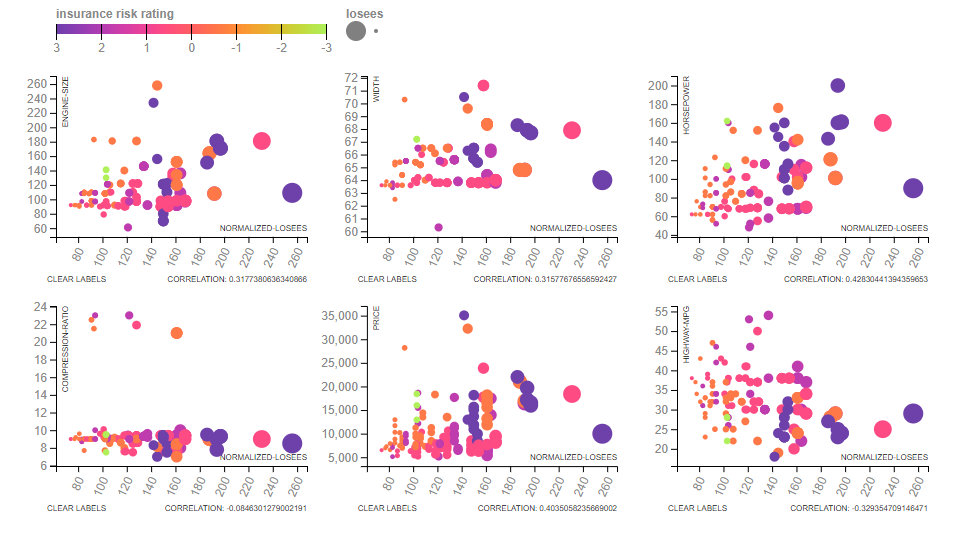 insurance risk rating losees
3 2 1 0 -1 -2 -3
ENGINE-SIZE
260
240
220
200
180
160
140
120
100
80
60
NORMALIZED-LOSEES
80 100 120 140 160 180 200 220 240 260
CLEAR LABELS CORRELATION: 0.3177380636340866
WIDTH
72
71
70
69
68
67
66
65
64
63
62
61
60
NORMALIZED-LOSEES
80 100 120 140 160 180 200 220 240 260
CLEAR LABELS CORRELATION: 0.31577676556592427
HORSEPOWER
200
180
160
140
120
100
80
60
40
NORMALIZED-LOSEES
80 100 120 140 160 180 200 220 240 260
CLEAR LABELS CORRELATION: 0.42830441394359653
COMPRESSION-RATIO
24
22
20
18
16
14
12
10
8
6
NORMALIZED-LOSEES
80 100 120 140 160 180 200 220 240 260
CLEAR LABELS CORRELATION: -0.0846301279002191
PRICE
35,000
30,000
25,000
20,000
15,000
10,000
5,000
NORMALIZED-LOSEES
80 100 120 140 160 180 200 220 240 260
CLEAR LABELS CORRELATION: 0.4035058235669002
HIGHWAY-MPG
55
50
45
40
35
30
25
20
NORMALIZED-LOSEES
80 100 120 140 160 180 200 220 240 260
CLEAR LABELS CORRELATION: -0.329354709146471